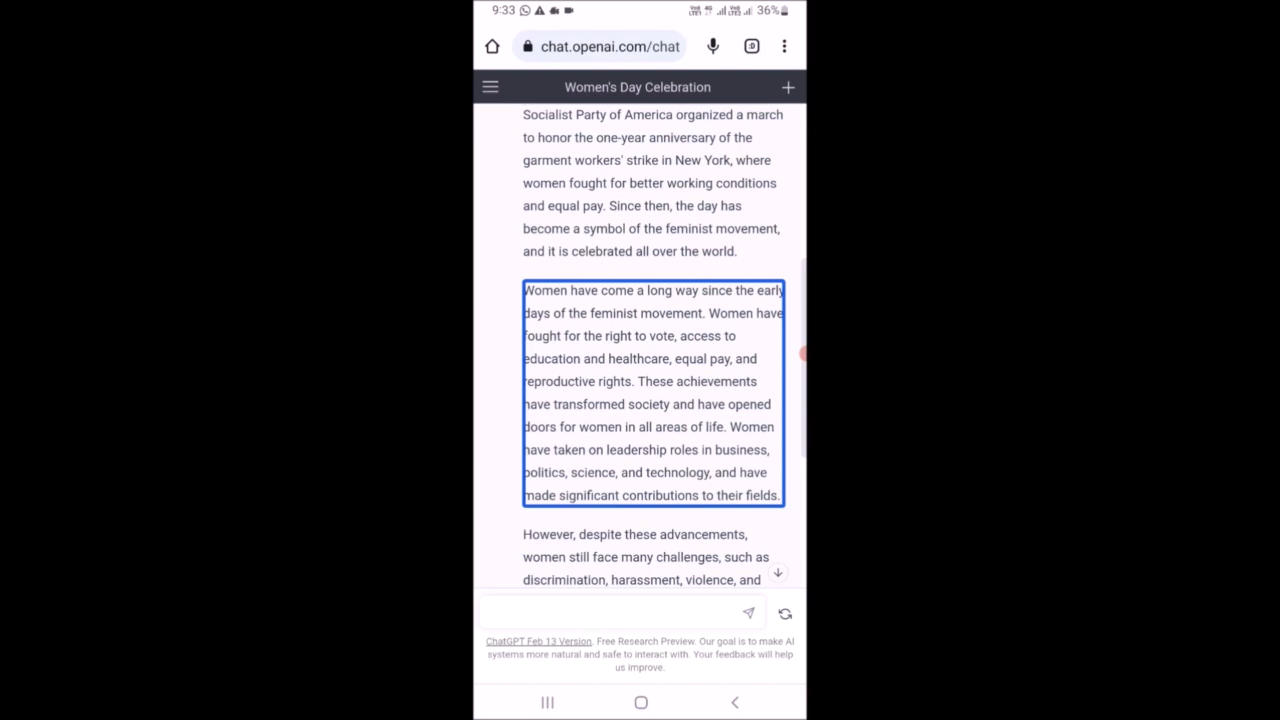 9:33 36%
chat.openai.com/chat :D
Women's Day Celebration
Socialist Party of America organized a march
to honor the one-year anniversary of the
garment workers' strike in New York, where
women fought for better working conditions
and equal pay. Since then, the day has
become a symbol of the feminist movement,
and it is celebrated all over the world.
Women have come a long way since the early
days of the feminist movement. Women have
fought for the right to vote, access to
education and healthcare, equal pay, and
reproductive rights. These achievements
have transformed society and have opened
doors for women in all areas of life. Women
have taken on leadership roles in business,
politics, science, and technology, and have
made significant contributions to their fields.
However, despite these advancements,
women still face many challenges, such as
discrimination, harassment, violence, and
ChatGPT Feb 13 Version. Free Research Preview. Our goal is to make AI
systems more natural and safe to interact with. Your feedback will help
us improve.